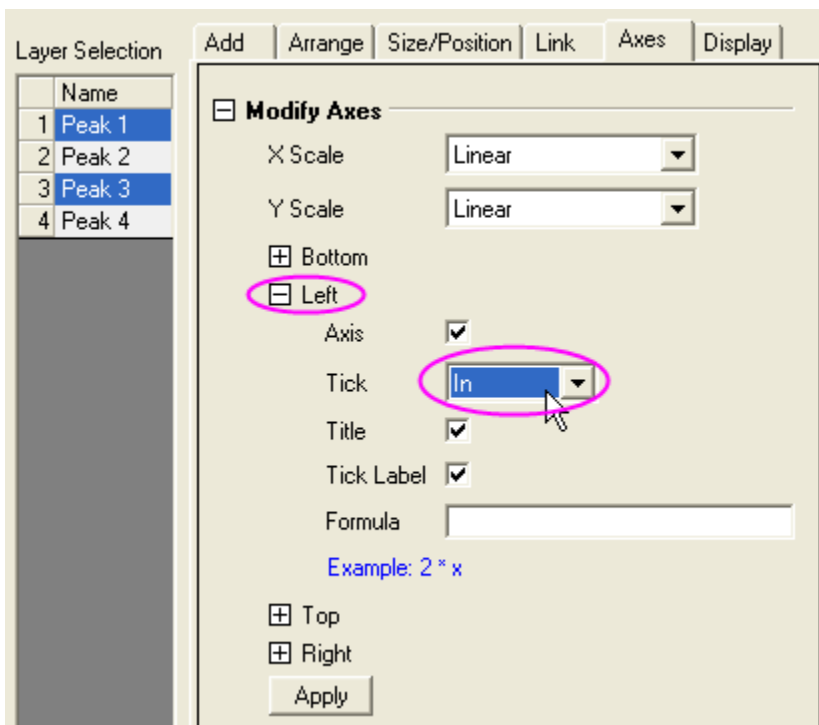 Layer Selection
Name
1 Peak 1
2 Peak 2
3 Peak 3
4 Peak 4
Add Arrange Size/Position Link Axes Display
Modify Axes
X Scale Linear
Y Scale Linear
Bottom
Left
Axis
Tick In
Title
Tick Label
Formula
Example: 2 * x
Top
Right
Apply